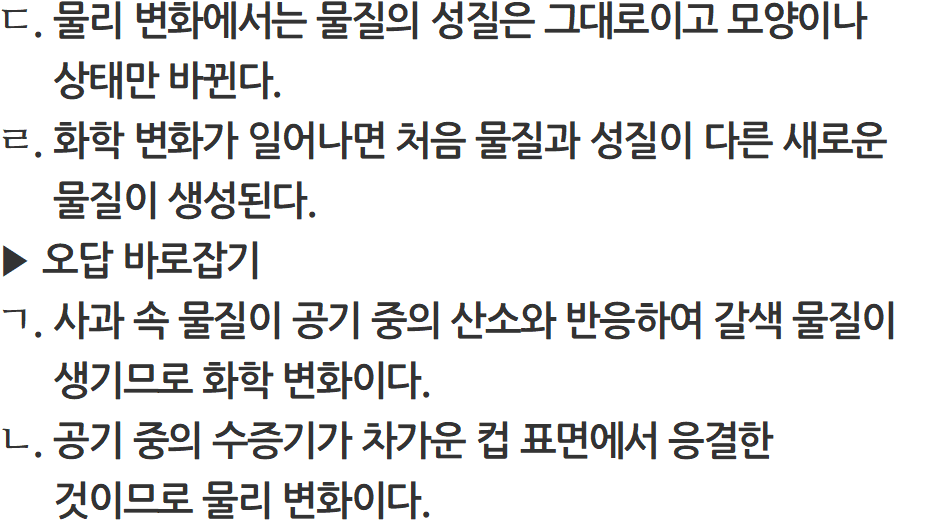 ㄷ. 물리 변화에서는 물질의 성질은 그대로이고 모양이나
상태만 바뀐다.
ㄹ. 화학 변화가 일어나면 처음 물질과 성질이 다른 새로운
물질이 생성된다.
▶ 오답 바로잡기
ㄱ. 사과 속 물질이 공기 중의 산소와 반응하여 갈색 물질이
생기므로 화학 변화이다.
ㄴ. 공기 중의 수증기가 차가운 컵 표면에서 응결한
것이므로 물리 변화이다.